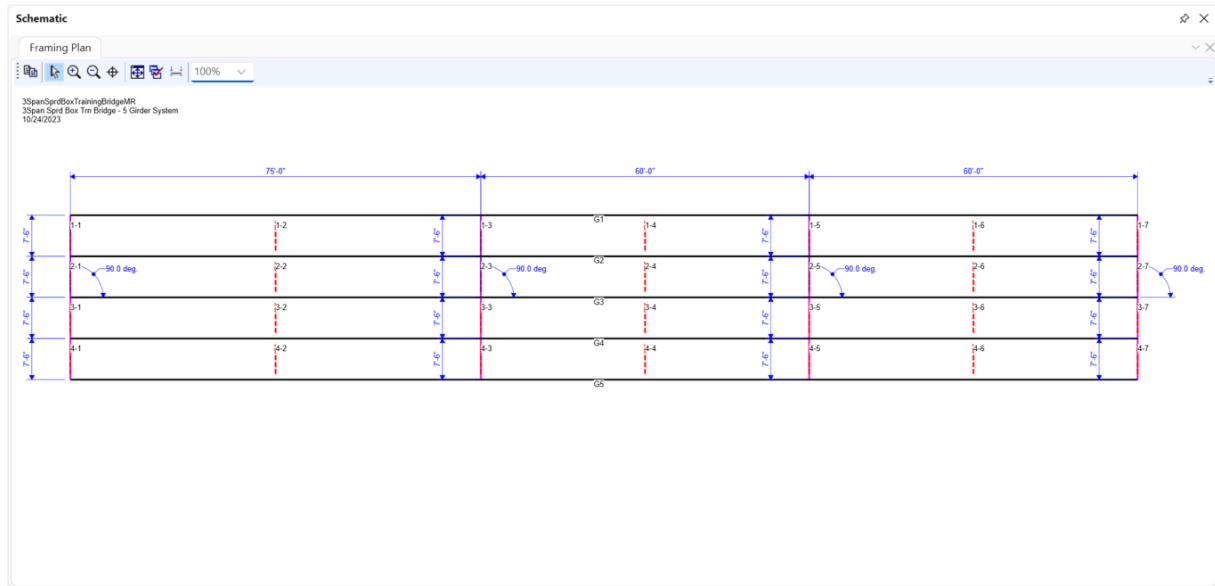 Schematic
Framing Plan
100%
3SpanSprdBoxTrainingBridgeMR
3Span Sprd Box Trn Bridge - 5 Girder System
10/24/2023
75'-0" 60'-0" 60'-0"
G1
1-1 1-2 1-3 1-4 1-5 1-6 1-7
7'-6" 7'-6" 7'-6" 7'-6"
G2
2-1 90.0 deg. 2-2 2-3 90.0 deg. 2-4 2-5 90.0 deg. 2-6 2-7 90.0 deg.
7'-6" 7'-6" 7'-6" 7'-6"
G3
3-1 3-2 3-3 3-4 3-5 3-6 3-7
7'-6" 7'-6" 7'-6" 7'-6"
G4
4-1 4-2 4-3 4-4 4-5 4-6 4-7
7'-6" 7'-6" 7'-6" 7'-6"
G5